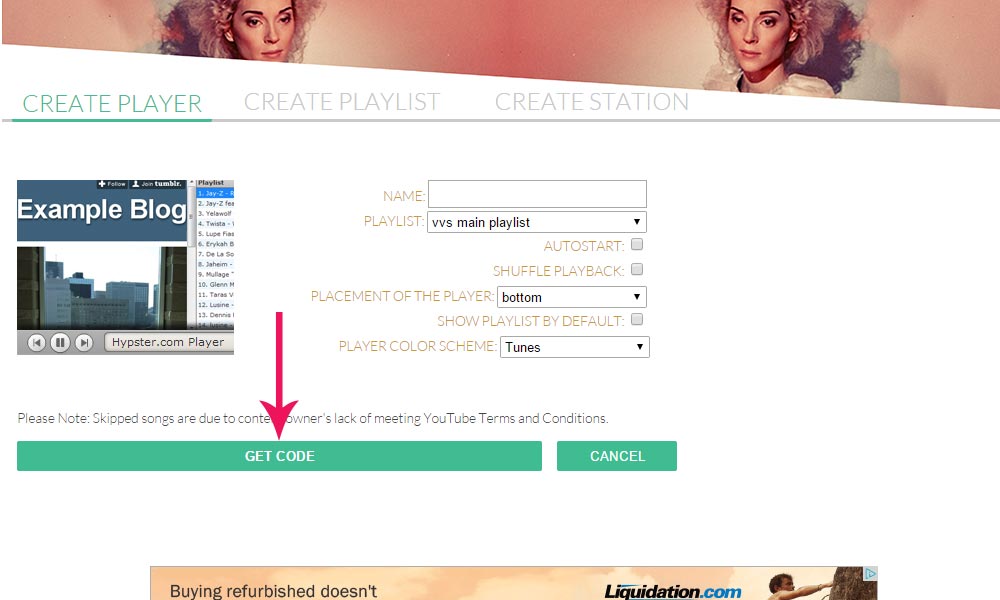 CREATE PLAYER
CREATE PLAYLIST
CREATE STATION
Follow
Join tumblr.
Playlist
1. Jay-Z - R
2. Jay-Z fea
3. Yelawolf
4. Twista -
5. Lupe Fias
6. Erykah B
7. De La So
8. Jaheim -
9. Mullage "
10. Glenn M
11. Taras V
12. Lusine -
13. Dennis
14. lusine -
Example Blog
Hypster.com Player
NAME:
PLAYLIST: vvs main playlist
AUTOSTART:
SHUFFLE PLAYBACK:
PLACEMENT OF THE PLAYER: bottom
SHOW PLAYLIST BY DEFAULT:
PLAYER COLOR SCHEME: Tunes
Please Note: Skipped songs are due to conte owner's lack of meeting YouTube Terms and Conditions.
GET CODE
CANCEL
Buying refurbished doesn't
Liquidation.com